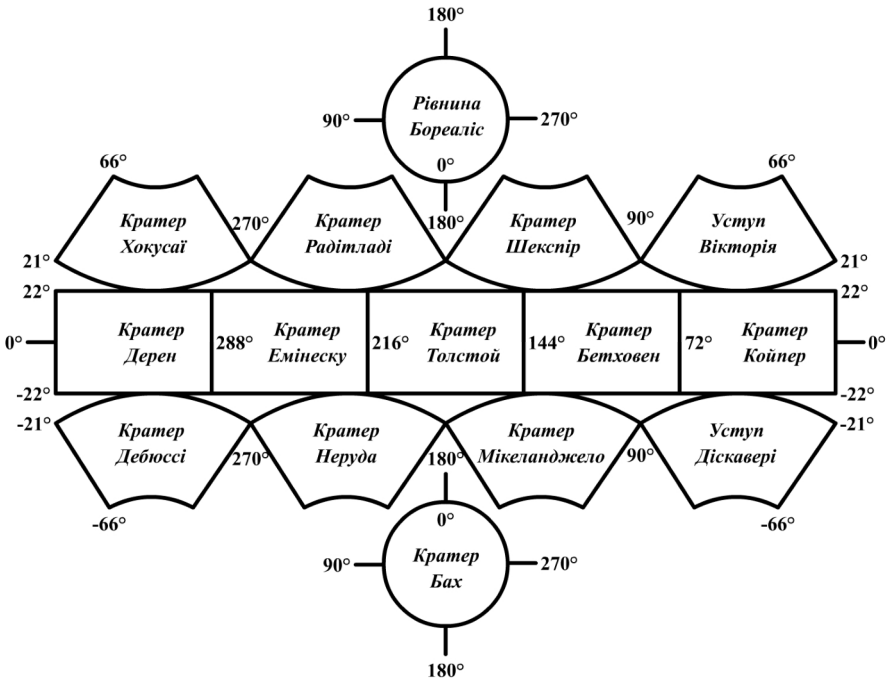 180°
Рівнина
Бореаліс
90°
270°
0°
180°
66°
66°
Кратер
Хокусаї
270°
Кратер
Радітладі
Кратер
Шекспір
90°
Уступ
Вікторія
21°
21°
22°
22°
0°
Кратер
Дерен
288°
Кратер
Емінеску
216°
Кратер
Толстой
144°
Кратер
Бетховен
72°
Кратер
Койпер
0°
-22°
-22°
-21°
-21°
Кратер
Дебюссі
270°
Кратер
Неруда
180°
Кратер
Мікеланджело
90°
Уступ
Діскавері
-66°
-66°
0°
Кратер
Бах
90°
270°
180°